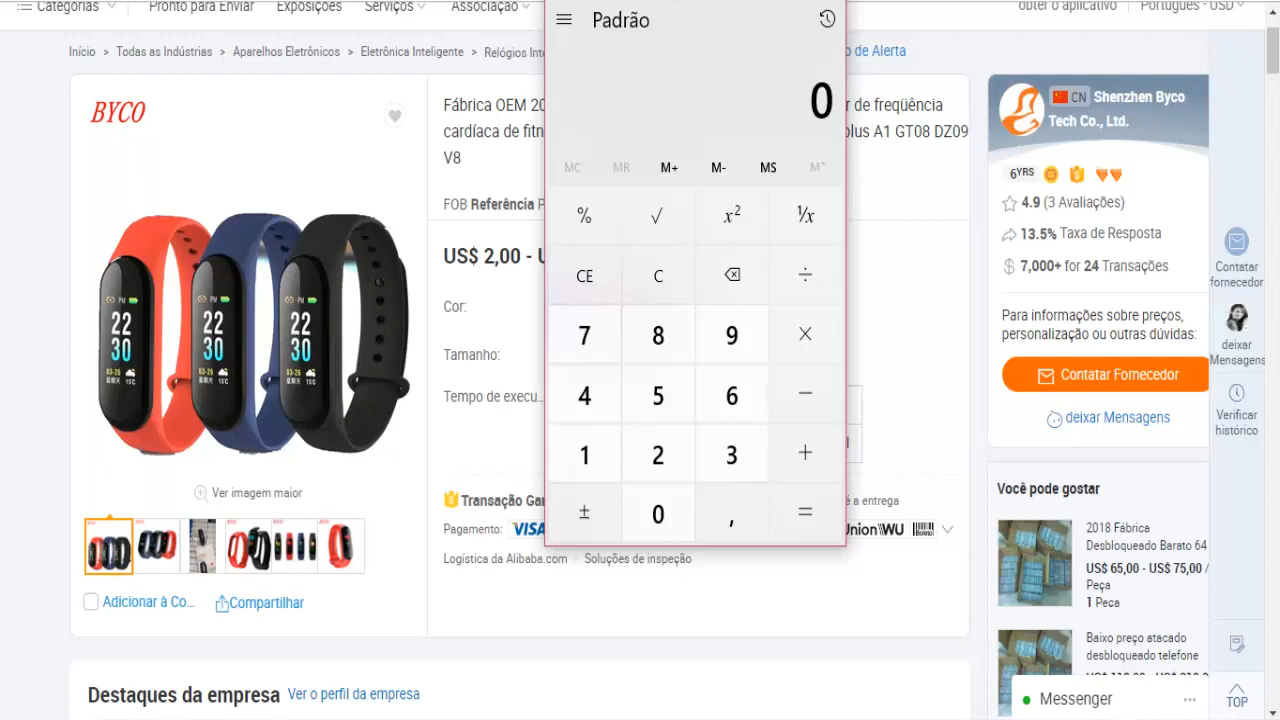 Categorias
Pronto para Enviar
Exposições
Serviços
Associação
obter o aplicativo
Português - USD
Início > Todas as Indústrias > Aparelhos Eletrônicos > Eletrônica Inteligente > Relógios
o de Alerta
BYCO
Fábrica OEM
de freqüência
cardíaca de
A1 GT08 DZ09
V8
FOB Referência
US$ 2,00 -
Cor:
Tamanho:
Tempo de execu...
Transação
a entrega
Pagamento: VISA
Union WU
Boleto
Logística da Alibaba.com
Soluções de inspeção
22
30
22
30
22
30
Ver imagem maior
Adicionar à Co...
Compartilhar
Destaques da empresa Ver o perfil da empresa
Padrão
0
MC MR M+ M- MS M˅
% √ x² ¹/x
CE C ⌫ ÷
7 8 9 ×
4 5 6 −
1 2 3 +
± 0 , =
CN Shenzhen Byco
Tech Co., Ltd.
6YRS
4.9 (3 Avaliações)
13.5% Taxa de Resposta
7,000+ for 24 Transações
Para informações sobre preços,
personalização ou outras dúvidas:
Contatar Fornecedor
deixar Mensagens
Você pode gostar
2018 Fábrica
Desbloqueado Barato 64
US$ 65,00 - US$ 75,00 /
Peça
1 Peca
Baixo preço atacado
desbloqueado telefone
Contatar
fornecedor
deixar
Mensagens
Verificar
histórico
TOP
Messenger